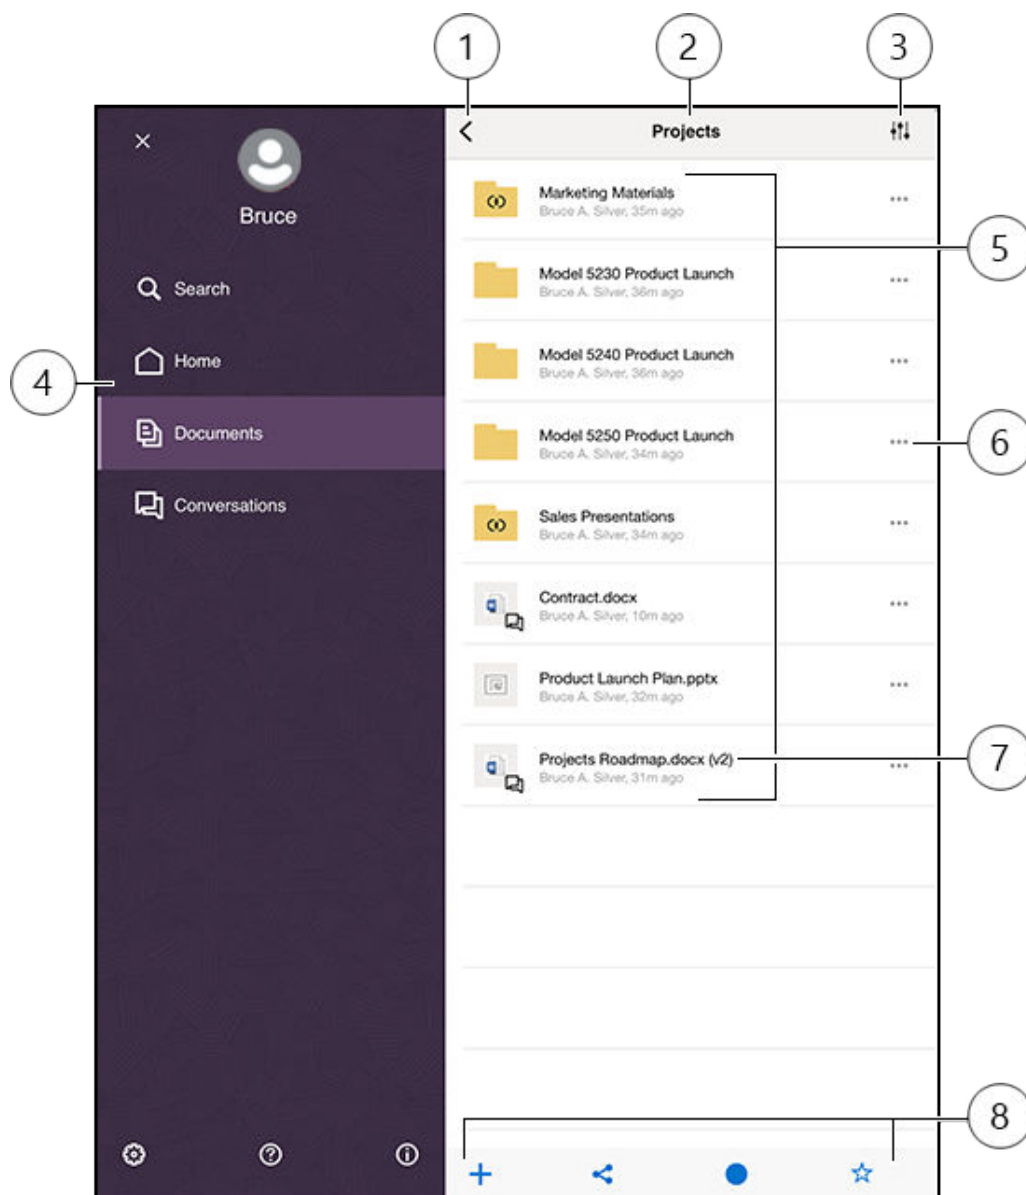 1
2
3
Projects
Bruce
Marketing Materials
Bruce A. Silver, 35m ago
5
Search
Model 5230 Product Launch
Bruce A. Silver, 36m ago
4
Home
Model 5240 Product Launch
Bruce A. Silver, 36m ago
Documents
Model 5250 Product Launch
Bruce A. Silver, 34m ago
6
Conversations
Sales Presentations
Bruce A. Silver, 34m ago
Contract.docx
Bruce A. Silver, 10m ago
Product Launch Plan.pptx
Bruce A. Silver, 32m ago
Projects Roadmap.docx (v2)
Bruce A. Silver, 31m ago
7
8